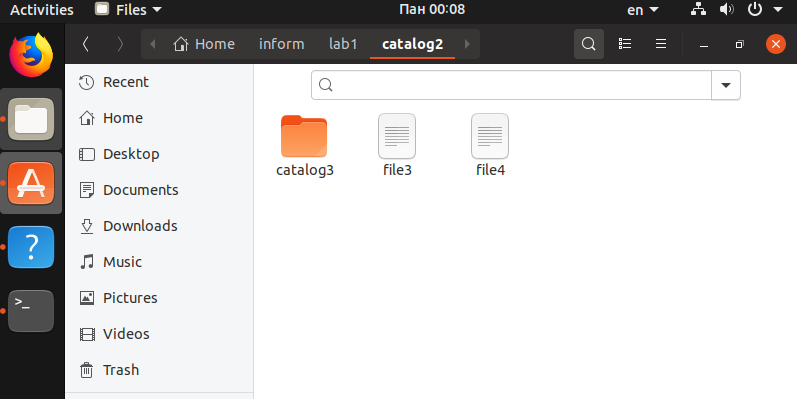 Activities Files Пан 00:08 en
Home inform lab1 catalog2
Recent
Home
Desktop
Documents
Downloads
Music
Pictures
Videos
Trash
catalog3 file3 file4
?
>_